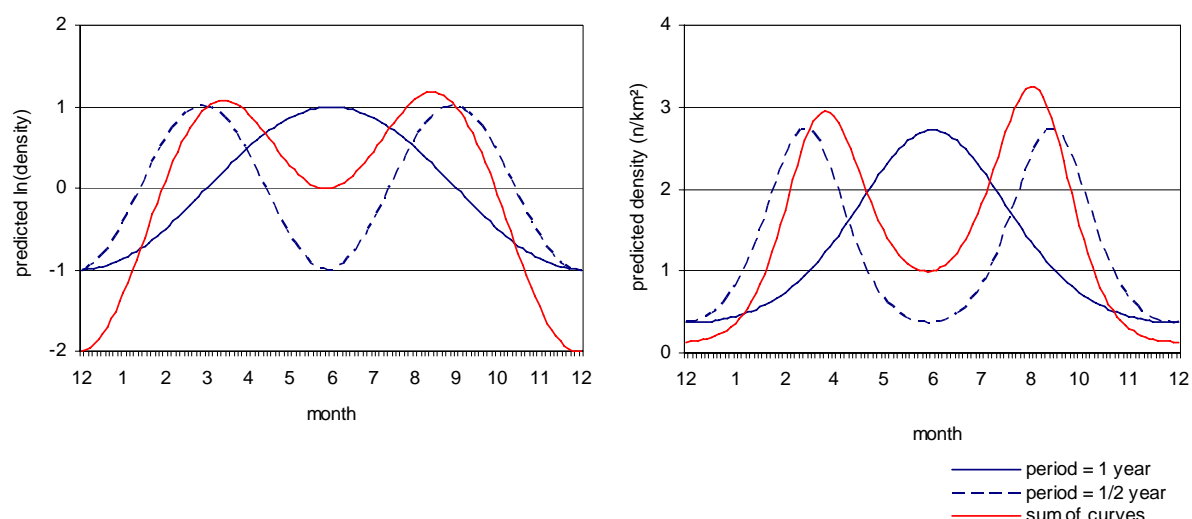 predicted ln(density)
2
1
0
-1
-2
12 1 2 3 4 5 6 7 8 9 10 11 12
month
predicted density (n/km²)
4
3
2
1
0
12 1 2 4 5 6 7 8 10 11 12
month
period = 1 year
period = 1/2 year
sum of curves